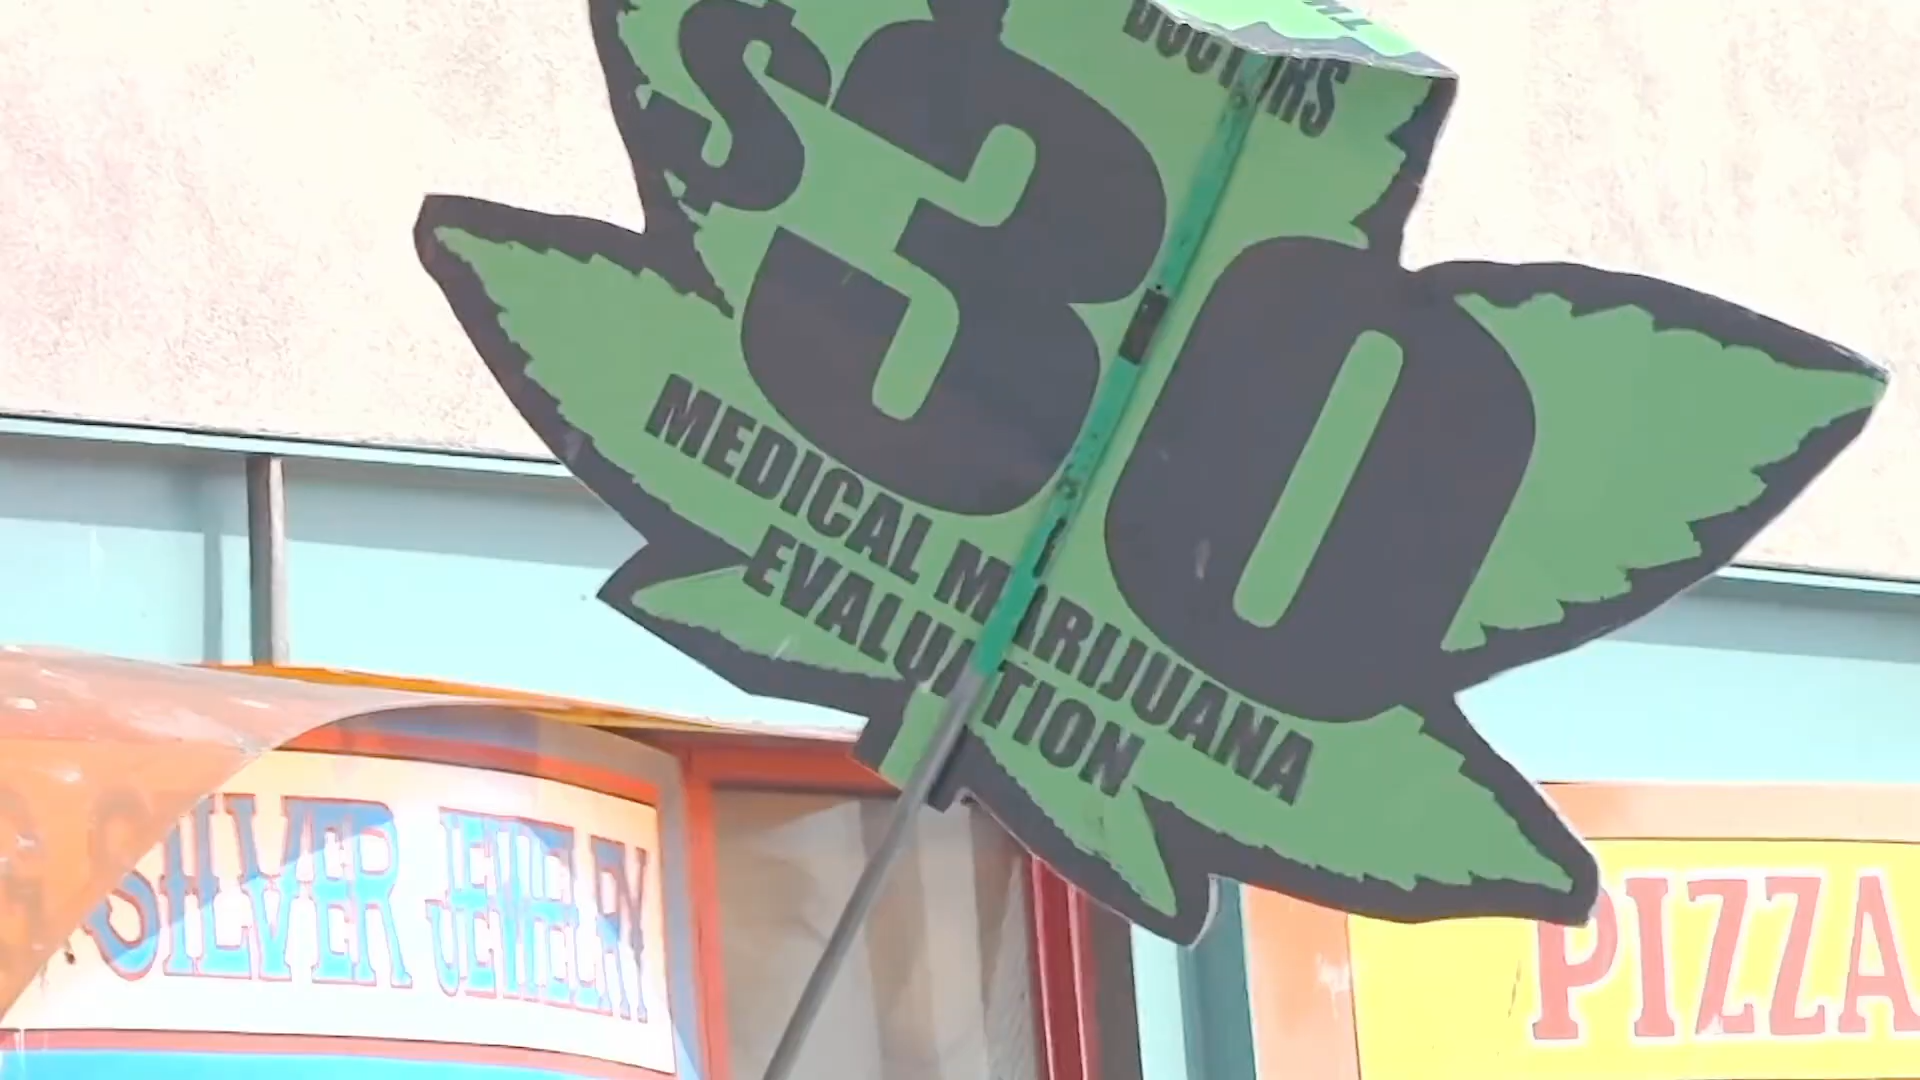 DOCTORS
$30
MEDICAL MARIJUANA
EVALUATION
SILVER JEWELRY
PIZZA